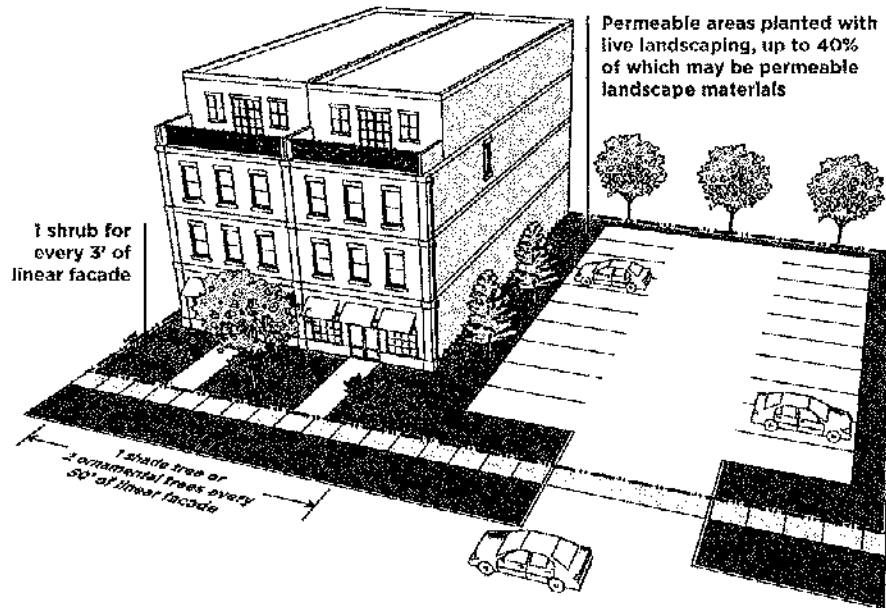 Permeable areas planted with
live landscaping, up to 40%
of which may be permeable
landscape materials
1 shrub for
every 3' of
linear facade
1 shade tree or
2 ornamental trees every
50' of linear facade